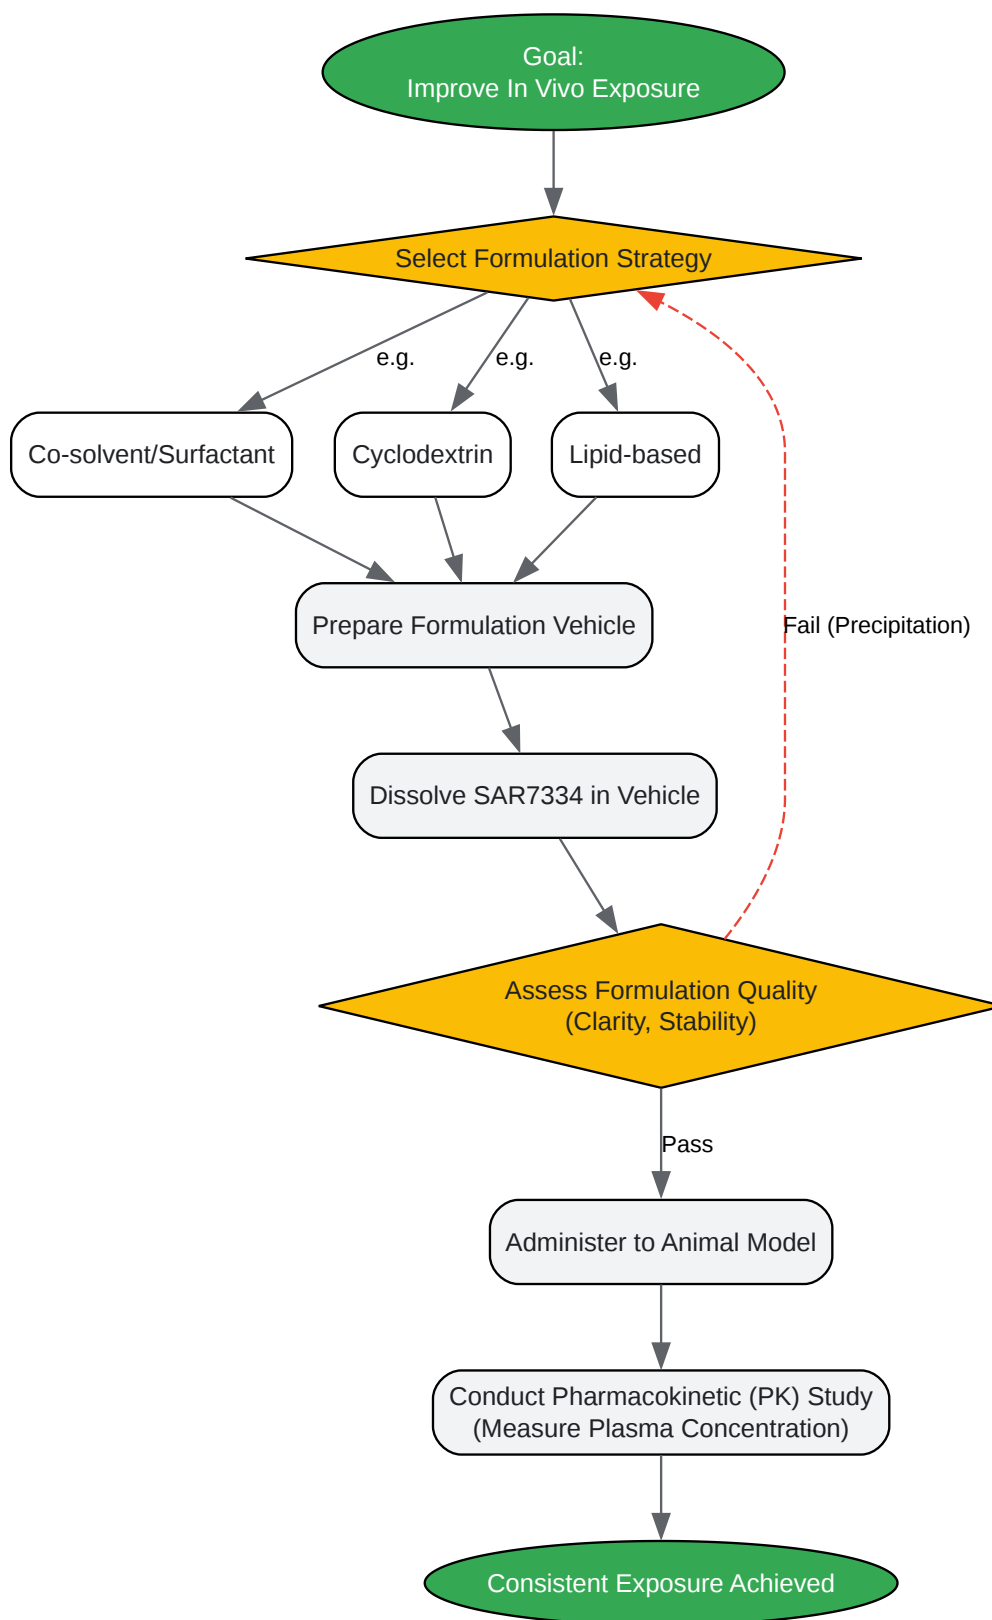 Goal:
Improve In Vivo Exposure
Select Formulation Strategy
e.g.
e.g.
e.g.
Co-solvent/Surfactant
Cyclodextrin
Lipid-based
Prepare Formulation Vehicle
Fail (Precipitation)
Dissolve SAR7334 in Vehicle
Assess Formulation Quality
(Clarity, Stability)
Pass
Administer to Animal Model
Conduct Pharmacokinetic (PK) Study
(Measure Plasma Concentration)
Consistent Exposure Achieved